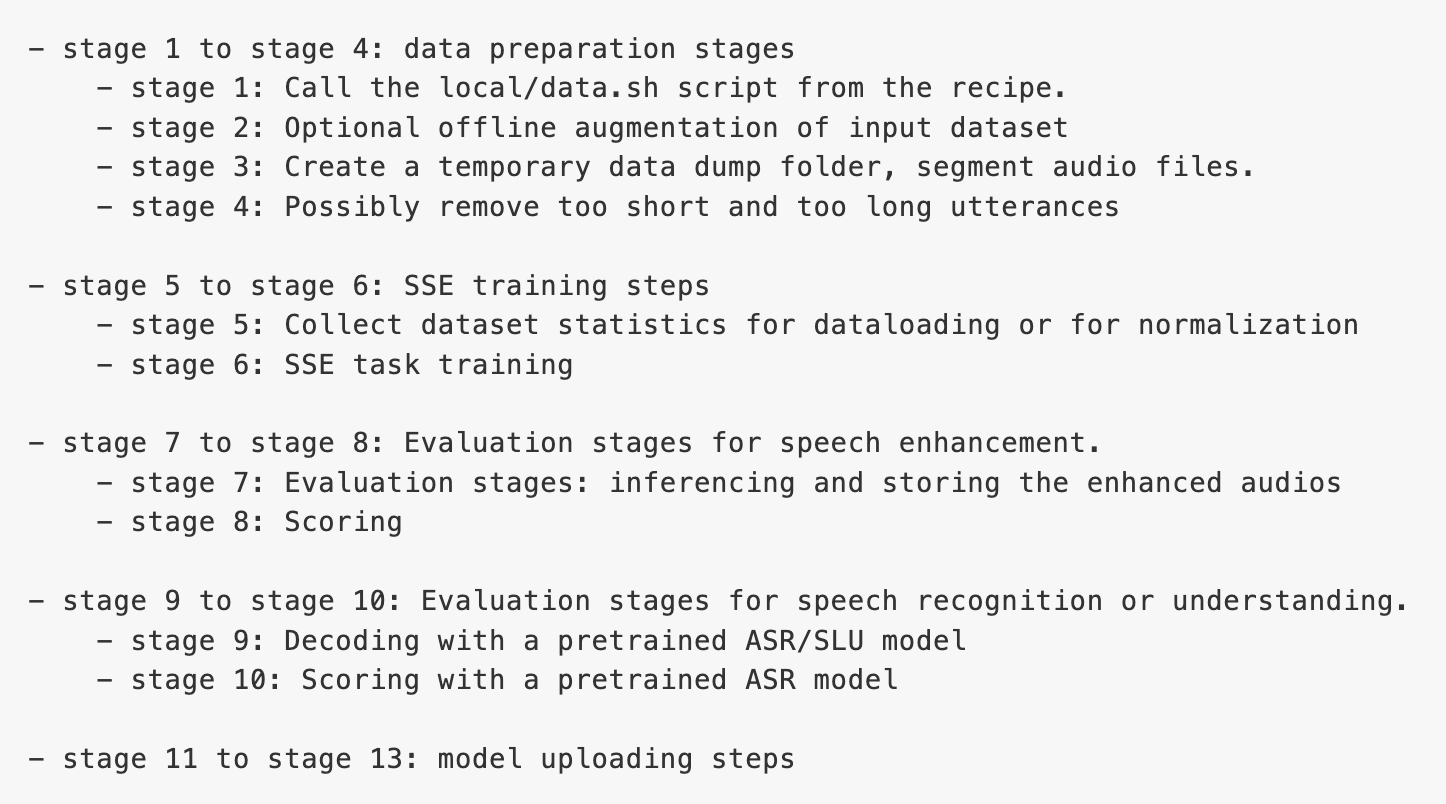 - stage 1 to stage 4: data preparation stages
- stage 1: Call the local/data.sh script from the recipe.
- stage 2: Optional offline augmentation of input dataset
- stage 3: Create a temporary data dump folder, segment audio files.
- stage 4: Possibly remove too short and too long utterances
- stage 5 to stage 6: SSE training steps
- stage 5: Collect dataset statistics for dataloading or for normalization
- stage 6: SSE task training
- stage 7 to stage 8: Evaluation stages for speech enhancement.
- stage 7: Evaluation stages: inferencing and storing the enhanced audios
- stage 8: Scoring
- stage 9 to stage 10: Evaluation stages for speech recognition or understanding.
- stage 9: Decoding with a pretrained ASR/SLU model
- stage 10: Scoring with a pretrained ASR model
- stage 11 to stage 13: model uploading steps